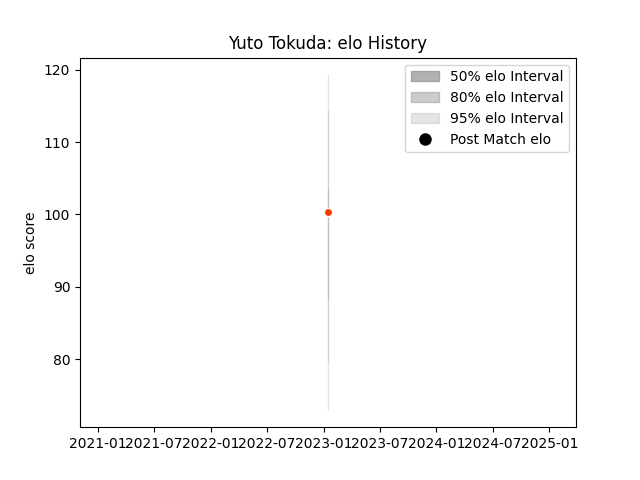 Yuto Tokuda: elo History
50% elo Interval
80% elo Interval
95% elo Interval
Post Match elo
elo score
120
110
100
90
80
2021-01 2021-07 2022-01 2022-07 2023-01 2023-07 2024-01 2024-07 2025-01